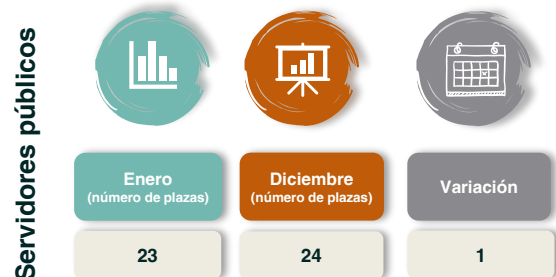 Servidores públicos
Enero
(número de plazas)
Diciembre
(número de plazas)
Variación
23
24
1